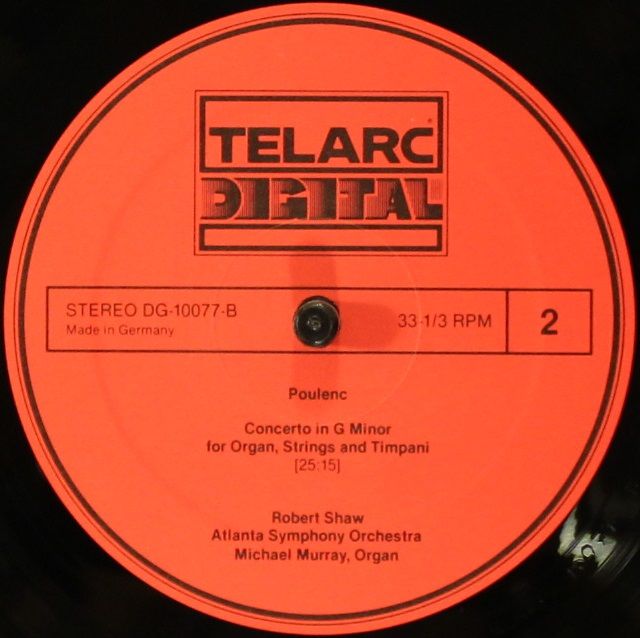 TELARC
DIGITAL
STEREO DG-10077-B
Made in Germany
33-1/3 RPM
2
Poulenc
Concerto in G Minor
for Organ, Strings and Timpani
[25:15]
Robert Shaw
Atlanta Symphony Orchestra
Michael Murray, Organ